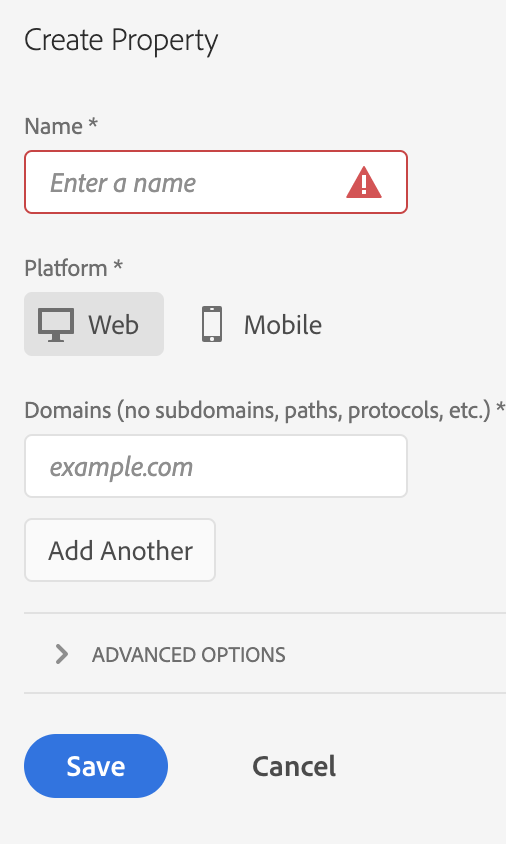 Create Property
Name *
Enter a name
Platform *
Web Mobile
Domains (no subdomains, paths, protocols, etc.) *
example.com
Add Another
ADVANCED OPTIONS
Save Cancel